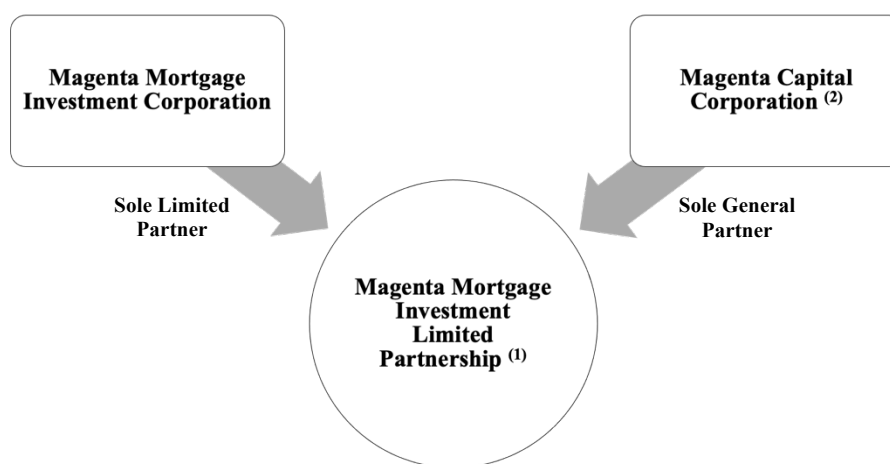 Magenta Mortgage
Investment Corporation
Magenta Capital
Corporation (2)
Sole Limited
Partner
Sole General
Partner
Magenta Mortgage
Investment
Limited
Partnership (1)